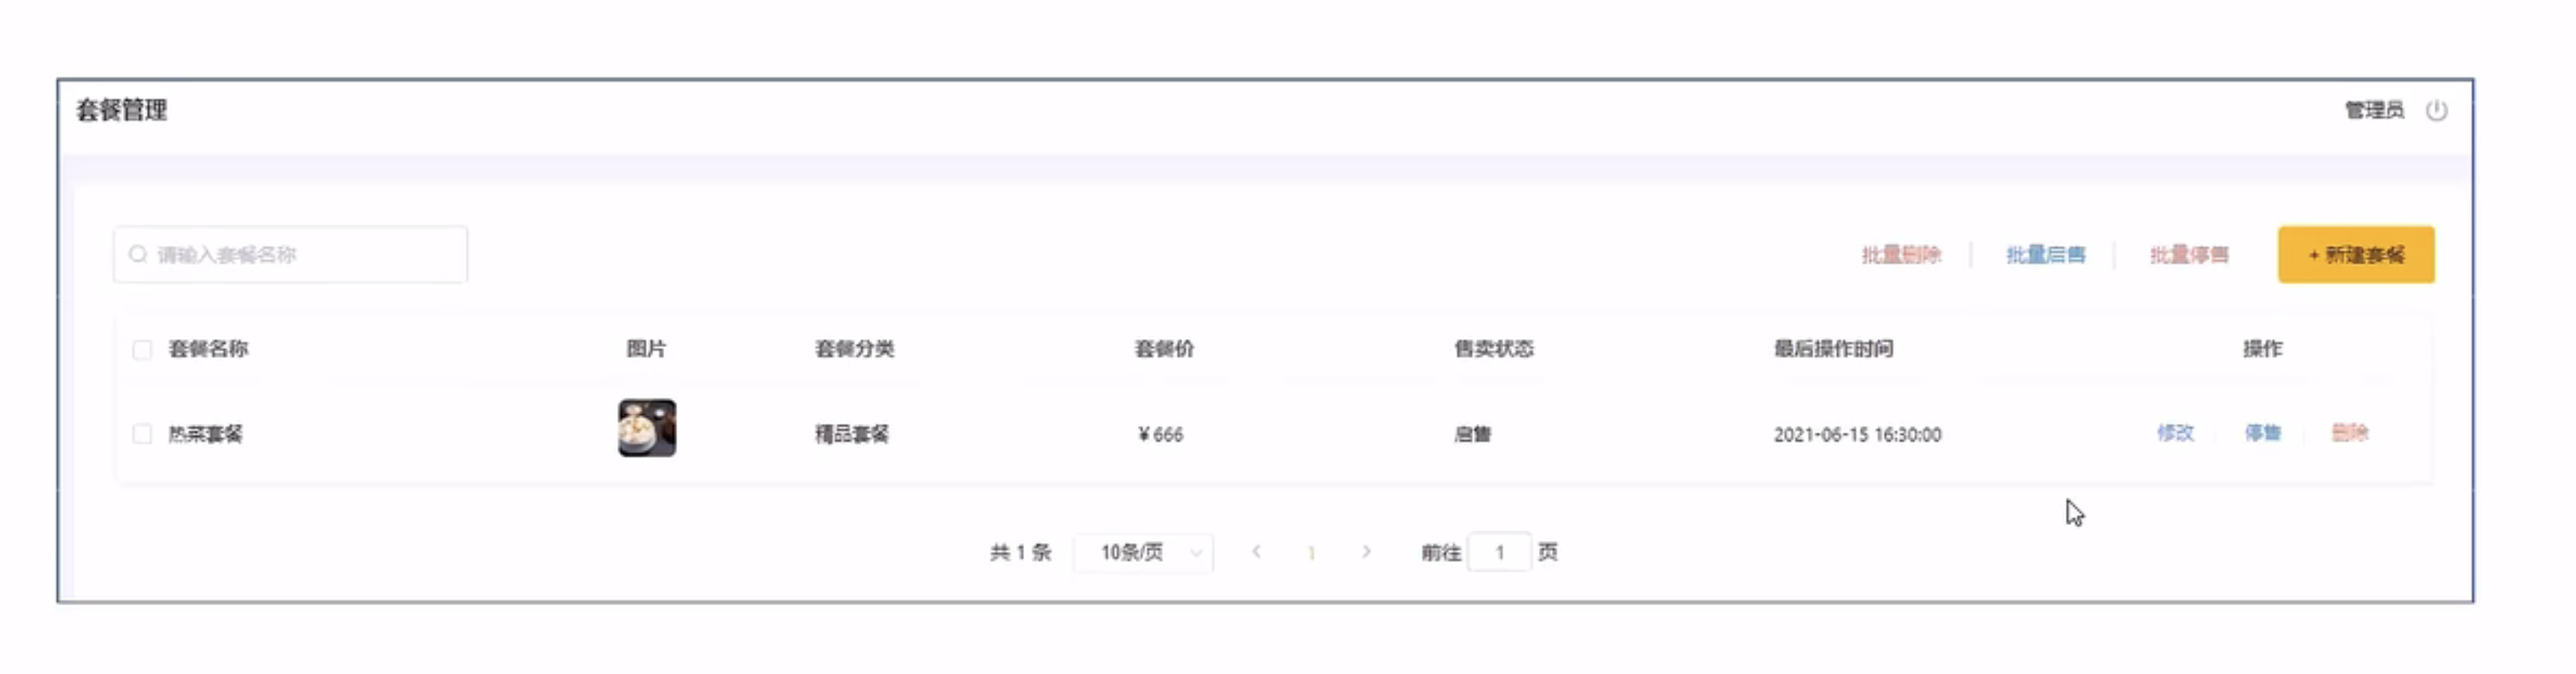 套餐管理 管理员
请输入套餐名称 批量删除 批量启售 批量停售 + 新建套餐
套餐名称 图片 套餐分类 套餐价 售卖状态 最后操作时间 操作
热菜套餐 精品套餐 ¥ 666 启售 2021-06-15 16:30:00 修改 停售 删除
共 1 条 10条/页 1 前往 1 页